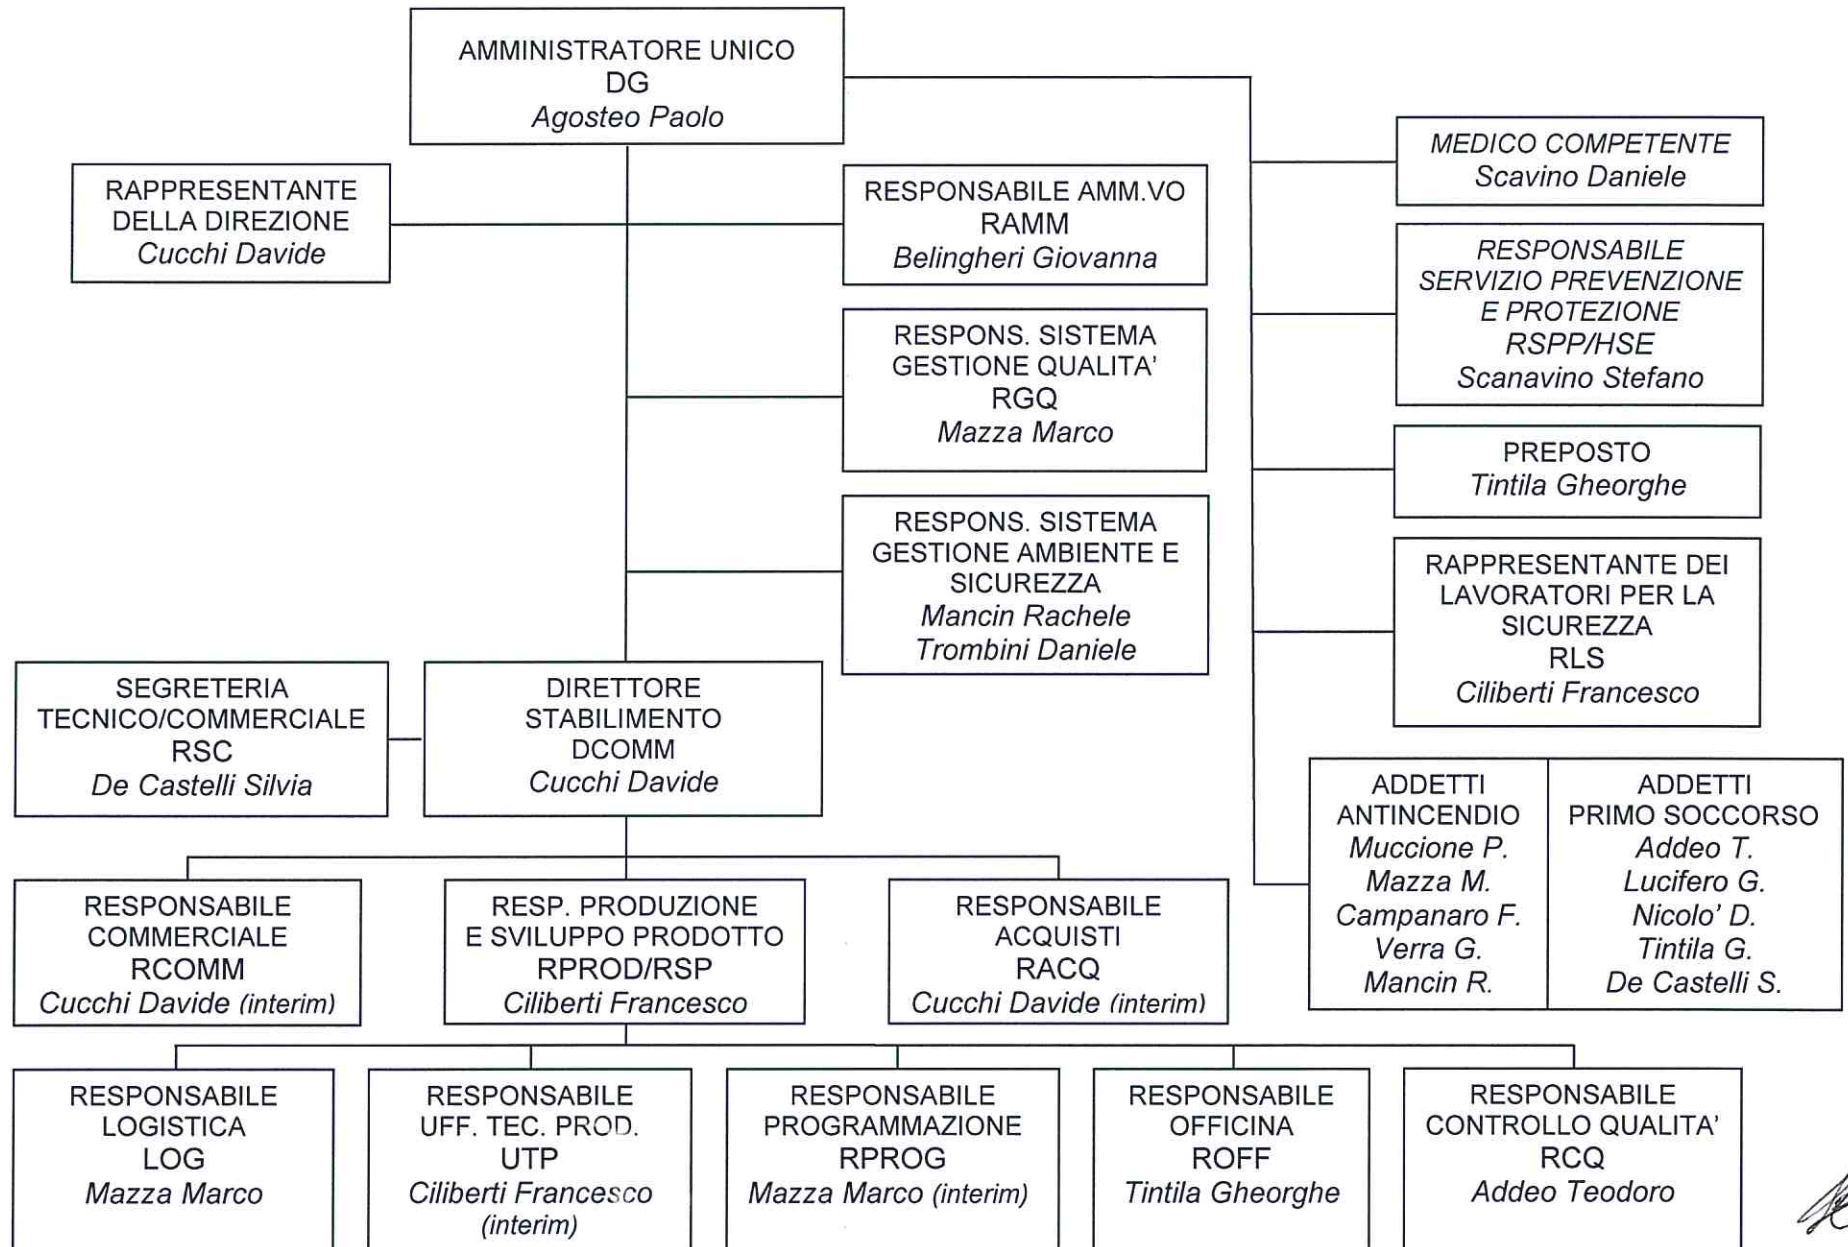 AMMINISTRATORE UNICO
DG
Agosteo Paolo
RAPPRESENTANTE
DELLA DIREZIONE
Cucchi Davide
RESPONSABILE AMM.VO
RAMM
Belingheri Giovanna
RESPONS. SISTEMA
GESTIONE QUALITA'
RGQ
Mazza Marco
RESPONS. SISTEMA
GESTIONE AMBIENTE E
SICUREZZA
Mancin Rachele
Trombini Daniele
MEDICO COMPETENTE
Scavino Daniele
RESPONSABILE
SERVIZIO PREVENZIONE
E PROTEZIONE
RSPP/HSE
Scanavino Stefano
PREPOSTO
Tintila Gheorghe
RAPPRESENTANTE DEI
LAVORATORI PER LA
SICUREZZA
RLS
Ciliberti Francesco
SEGRETERIA
TECNICO/COMMERCIALE
RSC
De Castelli Silvia
DIRETTORE
STABILIMENTO
DCOMM
Cucchi Davide
ADDETTI
ANTINCENDIO
Muccione P.
Mazza M.
Campanaro F.
Verra G.
Mancin R.
ADDETTI
PRIMO SOCCORSO
Addeo T.
Lucifero G.
Nicolo' D.
Tintila G.
De Castelli S.
RESPONSABILE
COMMERCIALE
RCOMM
Cucchi Davide (interim)
RESP. PRODUZIONE
E SVILUPPO PRODOTTO
RPROD/RSP
Ciliberti Francesco
RESPONSABILE
ACQUISTI
RACQ
Cucchi Davide (interim)
RESPONSABILE
LOGISTICA
LOG
Mazza Marco
RESPONSABILE
UFF. TEC. PROD.
UTP
Ciliberti Francesco
(interim)
RESPONSABILE
PROGRAMMAZIONE
RPROG
Mazza Marco (interim)
RESPONSABILE
OFFICINA
ROFF
Tintila Gheorghe
RESPONSABILE
CONTROLLO QUALITA'
RCQ
Addeo Teodoro